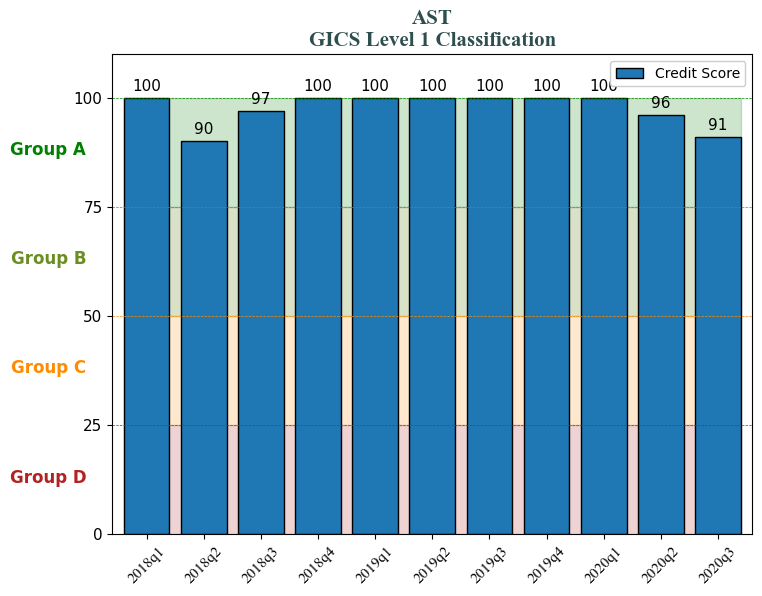 AST
GICS Level 1 Classification
Credit Score
100 90 97 100 100 100 100 100 100 96 91
100
Group A
75
Group B
50
Group C
25
Group D
0
2018q1 2018q2 2018q3 2018q4 2019q1 2019q2 2019q3 2019q4 2020q1 2020q2 2020q3